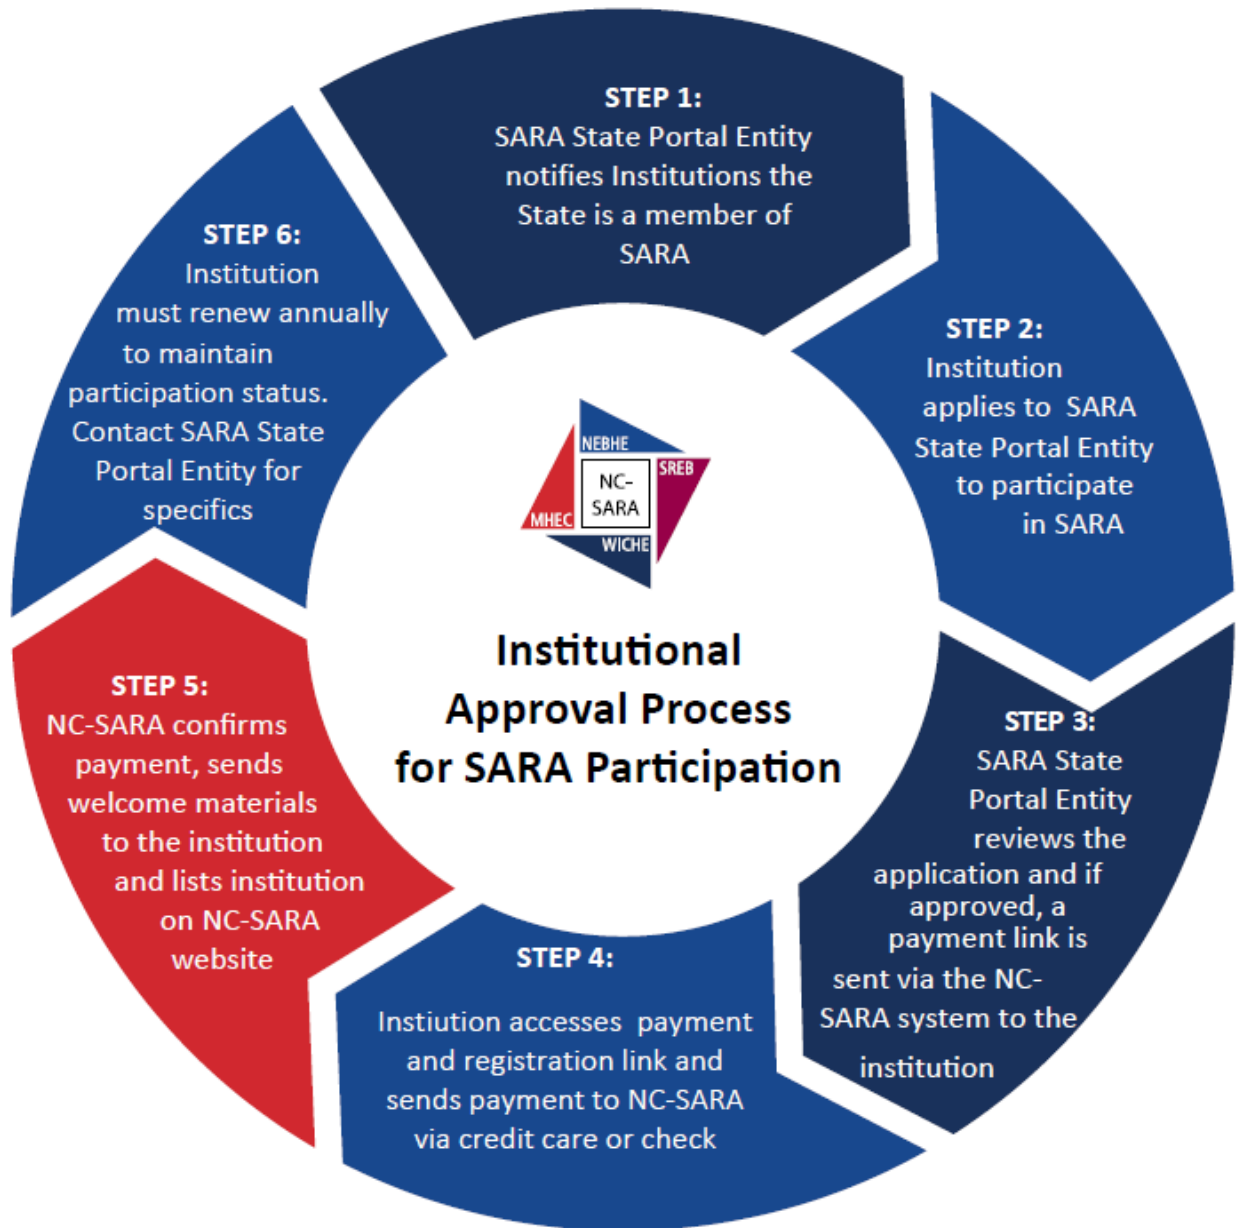 STEP 1:
SARA State Portal Entity
notifies Institutions the
State is a member of
SARA
STEP 2:
Institution
applies to SARA
State Portal Entity
to participate
in SARA
STEP 3:
SARA State
Portal Entity
reviews the
application and if
approved, a
payment link is
sent via the NC-
SARA system to the
institution
STEP 4:
Instiution accesses payment
and registration link and
sends payment to NC-SARA
via credit care or check
STEP 5:
NC-SARA confirms
payment, sends
welcome materials
to the institution
and lists institution
on NC-SARA
website
STEP 6:
Institution
must renew annually
to maintain
participation status.
Contact SARA State
Portal Entity for
specifics
NEBHE
SREB
NC-
SARA
MHEC
WICHE
Institutional
Approval Process
for SARA Participation